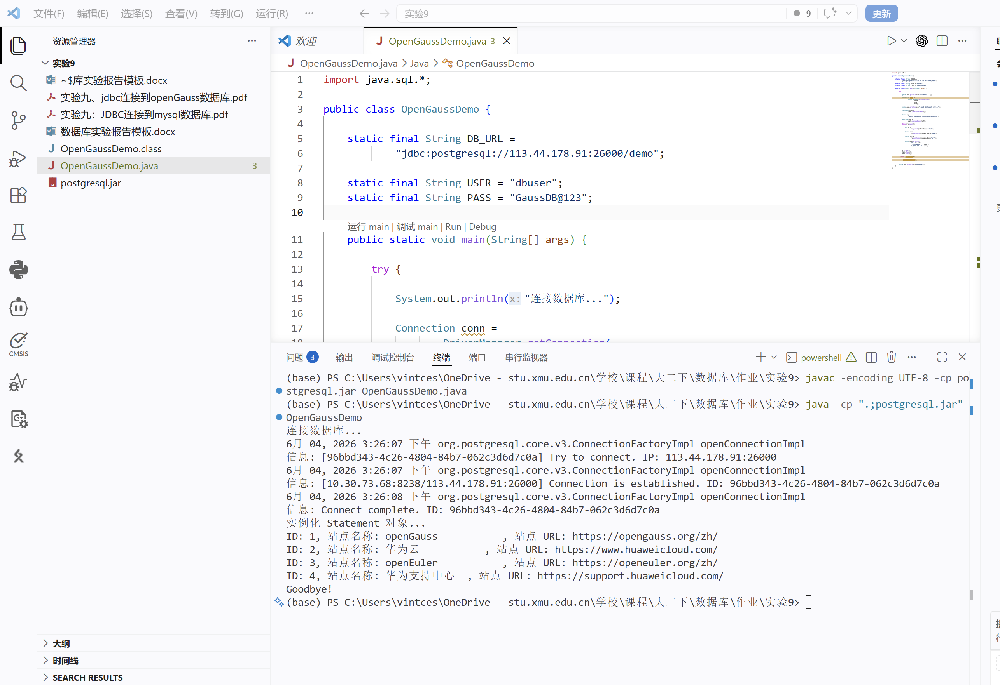 文件(F) 编辑(E) 选择(S) 查看(V) 转到(G) 运行(R) ··· 实验9 9 更新
资源管理器 ···
实验9
~$库实验报告模板.docx
实验九、jdbc连接到openGauss数据库.pdf
实验九：JDBC连接到mysql数据库.pdf
数据库实验报告模板.docx
OpenGaussDemo.class
OpenGaussDemo.java 3
postgresql.jar
CMSIS
大纲
时间线
SEARCH RESULTS
欢迎 OpenGaussDemo.java 3
OpenGaussDemo.java > Java > OpenGaussDemo
1 import java.sql.*;
2
3 public class OpenGaussDemo {
4
5 static final String DB_URL =
6 "jdbc:postgresql://113.44.178.91:26000/demo";
7
8 static final String USER = "dbuser";
9 static final String PASS = "GaussDB@123";
10
运行 main | 调试 main | Run | Debug
11 public static void main(String[] args) {
12
13 try {
14
15 System.out.println(x: "连接数据库...");
16
17 Connection conn =
18 DriverManager.getConnection(
问题 3 输出 调试控制台 终端 端口 串行监视器 powershell
(base) PS C:\Users\vintces\OneDrive - stu.xmu.edu.cn\学校\课程\大二下\数据库\作业\实验9> javac -encoding UTF-8 -cp po
stgresql.jar OpenGaussDemo.java
(base) PS C:\Users\vintces\OneDrive - stu.xmu.edu.cn\学校\课程\大二下\数据库\作业\实验9> java -cp ".;postgresql.jar"
OpenGaussDemo
连接数据库...
6月 04, 2026 3:26:07 下午 org.postgresql.core.v3.ConnectionFactoryImpl openConnectionImpl
信息: [96bbd343-4c26-4804-84b7-062c3d6d7c0a] Try to connect. IP: 113.44.178.91:26000
6月 04, 2026 3:26:07 下午 org.postgresql.core.v3.ConnectionFactoryImpl openConnectionImpl
信息: [10.30.73.68:8238/113.44.178.91:26000] Connection is established. ID: 96bbd343-4c26-4804-84b7-062c3d6d7c0a
6月 04, 2026 3:26:08 下午 org.postgresql.core.v3.ConnectionFactoryImpl openConnectionImpl
信息: Connect complete. ID: 96bbd343-4c26-4804-84b7-062c3d6d7c0a
实例化 Statement 对象...
ID: 1, 站点名称: openGauss , 站点 URL: https://opengauss.org/zh/
ID: 2, 站点名称: 华为云 , 站点 URL: https://www.huaweicloud.com/
ID: 3, 站点名称: openEuler , 站点 URL: https://openeuler.org/zh/
ID: 4, 站点名称: 华为支持中心 , 站点 URL: https://support.huaweicloud.com/
Goodbye!
(base) PS C:\Users\vintces\OneDrive - stu.xmu.edu.cn\学校\课程\大二下\数据库\作业\实验9>